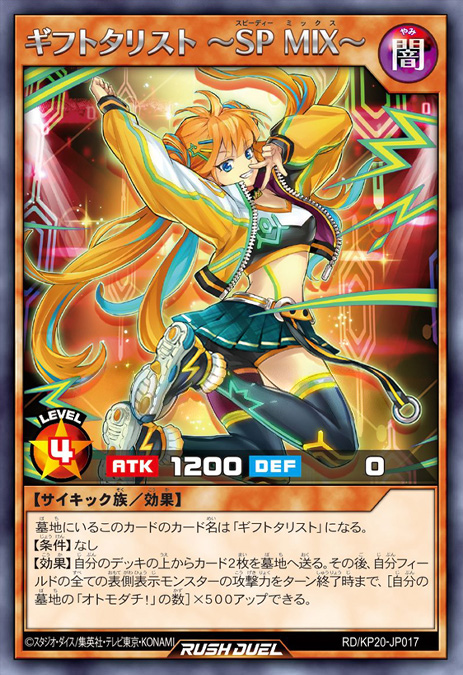 スピーディー ミックス
ギフトタリスト ～SP MIX～
やみ
闇
LEVEL
4
ATK 1200 DEF 0
【サイキック族／効果】
墓地にいるこのカードのカード名は「ギフトタリスト」になる。
【条件】なし
【効果】自分のデッキの上からカード2枚を墓地へ送る。その後、自分フィー
ルドの全ての表側表示モンスターの攻撃力をターン終了時まで、[自分の
墓地の「オトモダチ！」の数]×500アップできる。
©スタジオ・ダイス/集英社・テレビ東京・KONAMI
RUSH DUEL
RD/KP20-JP017